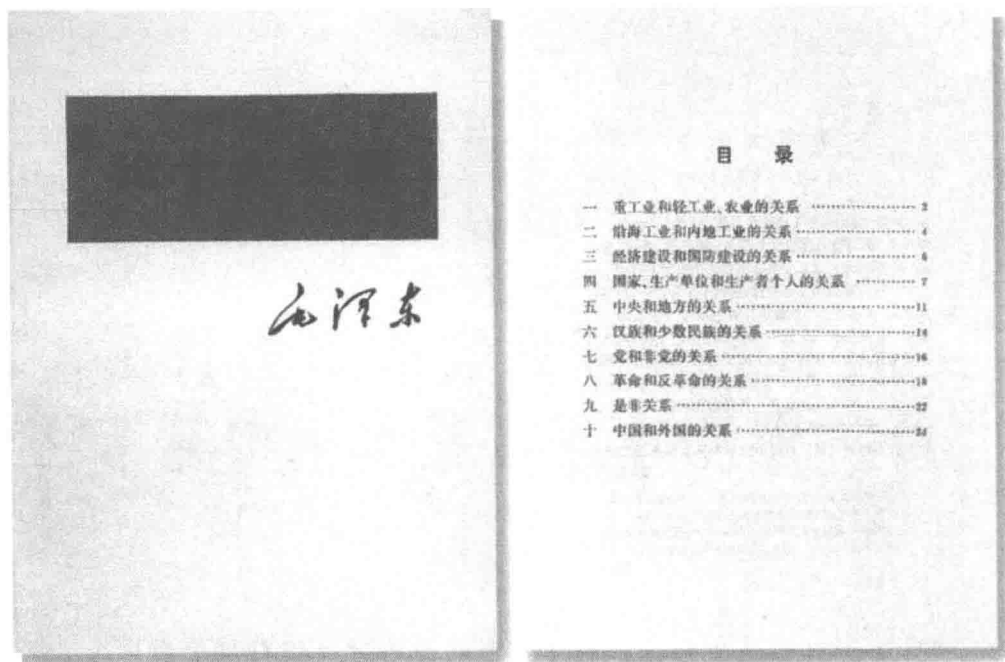 毛泽东
目 录
一 重工业和轻工业、农业的关系 ………………… 2
二 沿海工业和内地工业的关系 ………………… 4
三 经济建设和国防建设的关系 ………………… 6
四 国家、生产单位和生产者个人的关系 ………… 7
五 中央和地方的关系 ………………………… 11
六 汉族和少数民族的关系 …………………… 14
七 党和非党的关系 …………………………… 16
八 革命和反革命的关系 ……………………… 18
九 是非关系 ………………………………… 22
十 中国和外国的关系 ………………………… 24